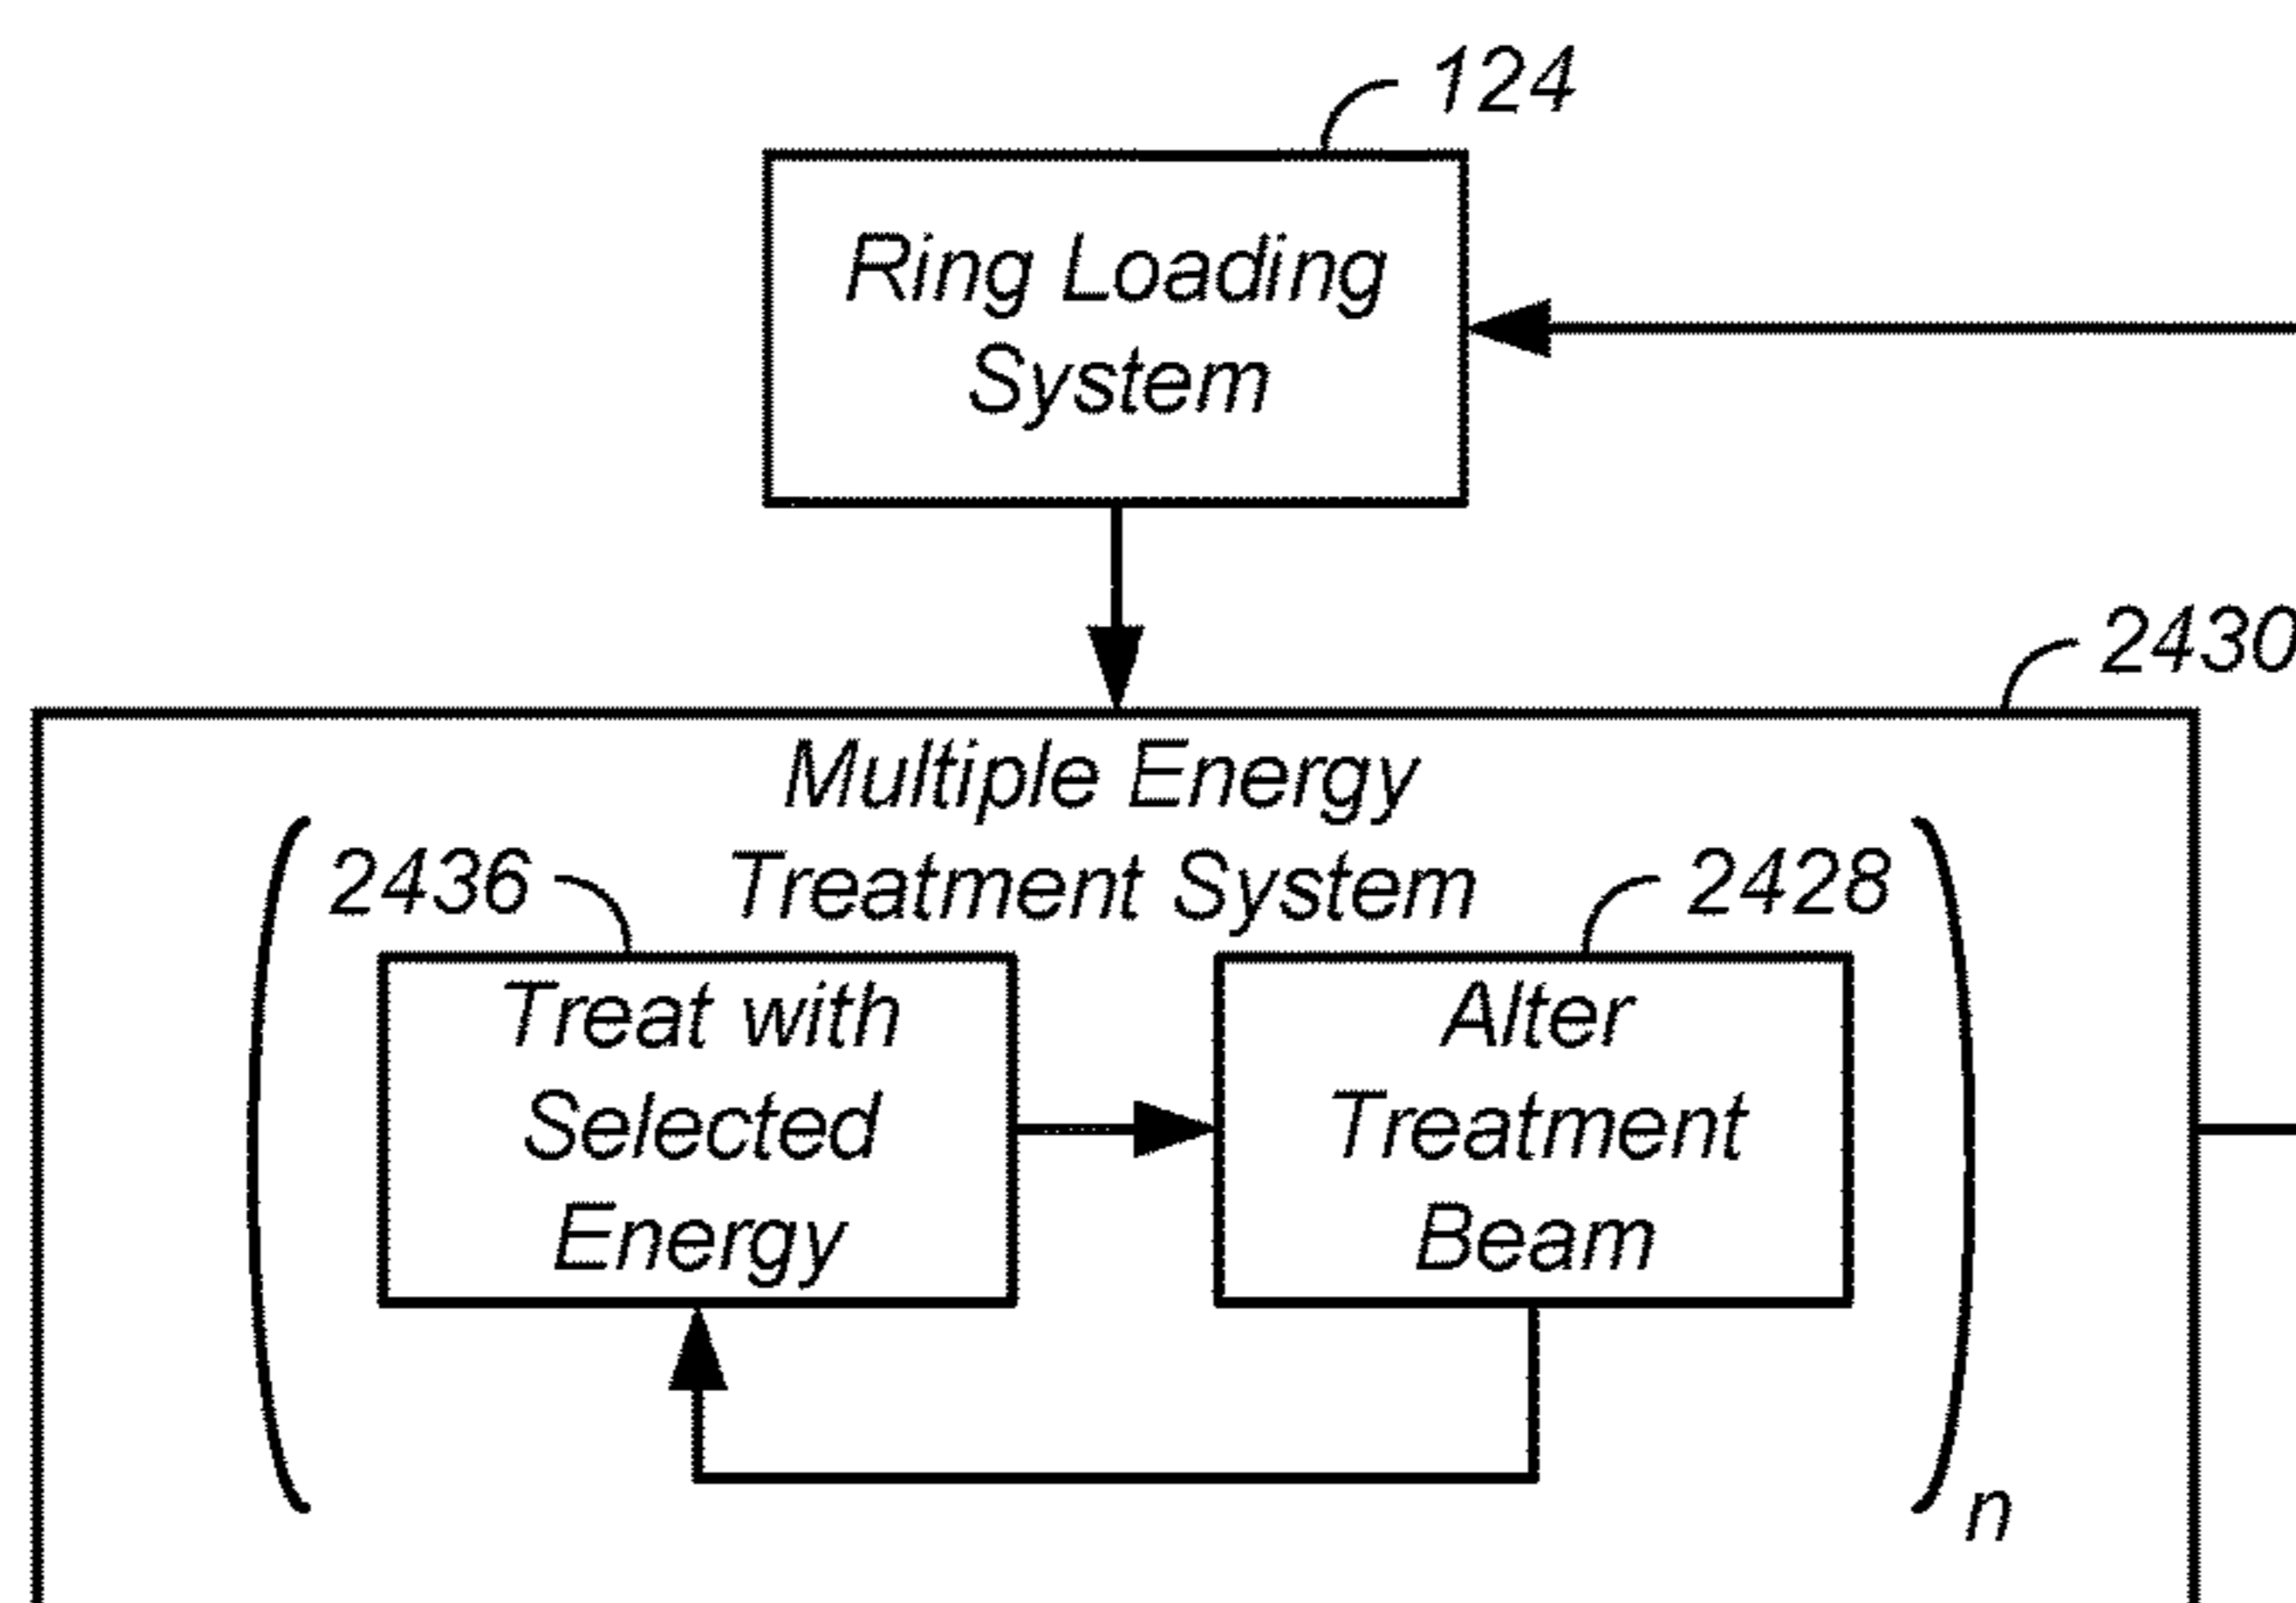 124
Ring Loading
System
2430
Multiple Energy
Treatment System
2436
2428
Treat with
Selected
Energy
Alter
Treatment
Beam
n